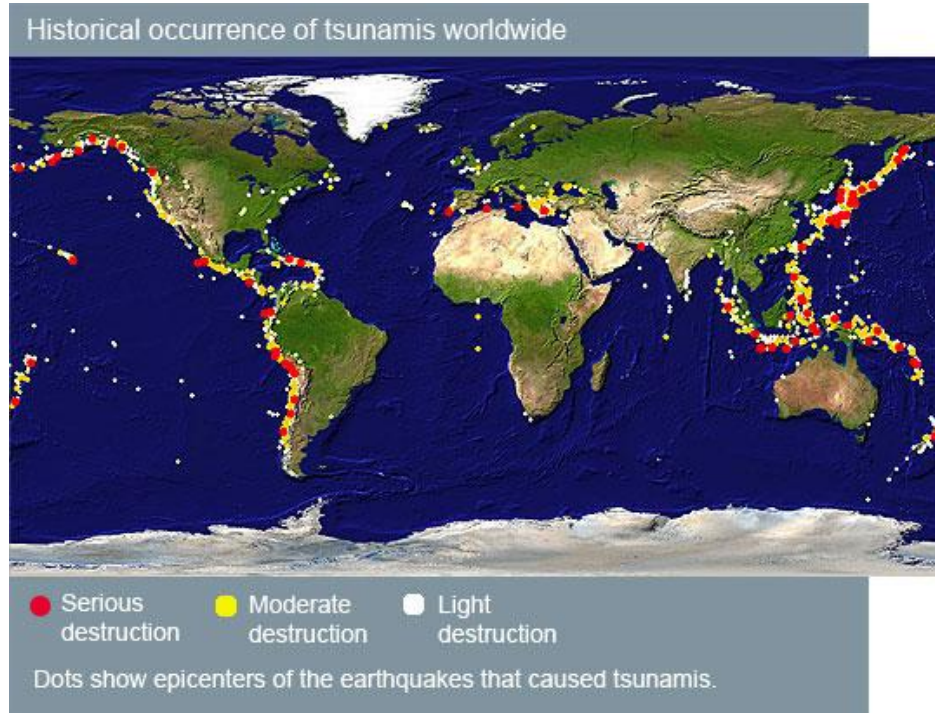 Historical occurrence of tsunamis worldwide
Serious
destruction
Moderate
destruction
Light
destruction
Dots show epicenters of the earthquakes that caused tsunamis.